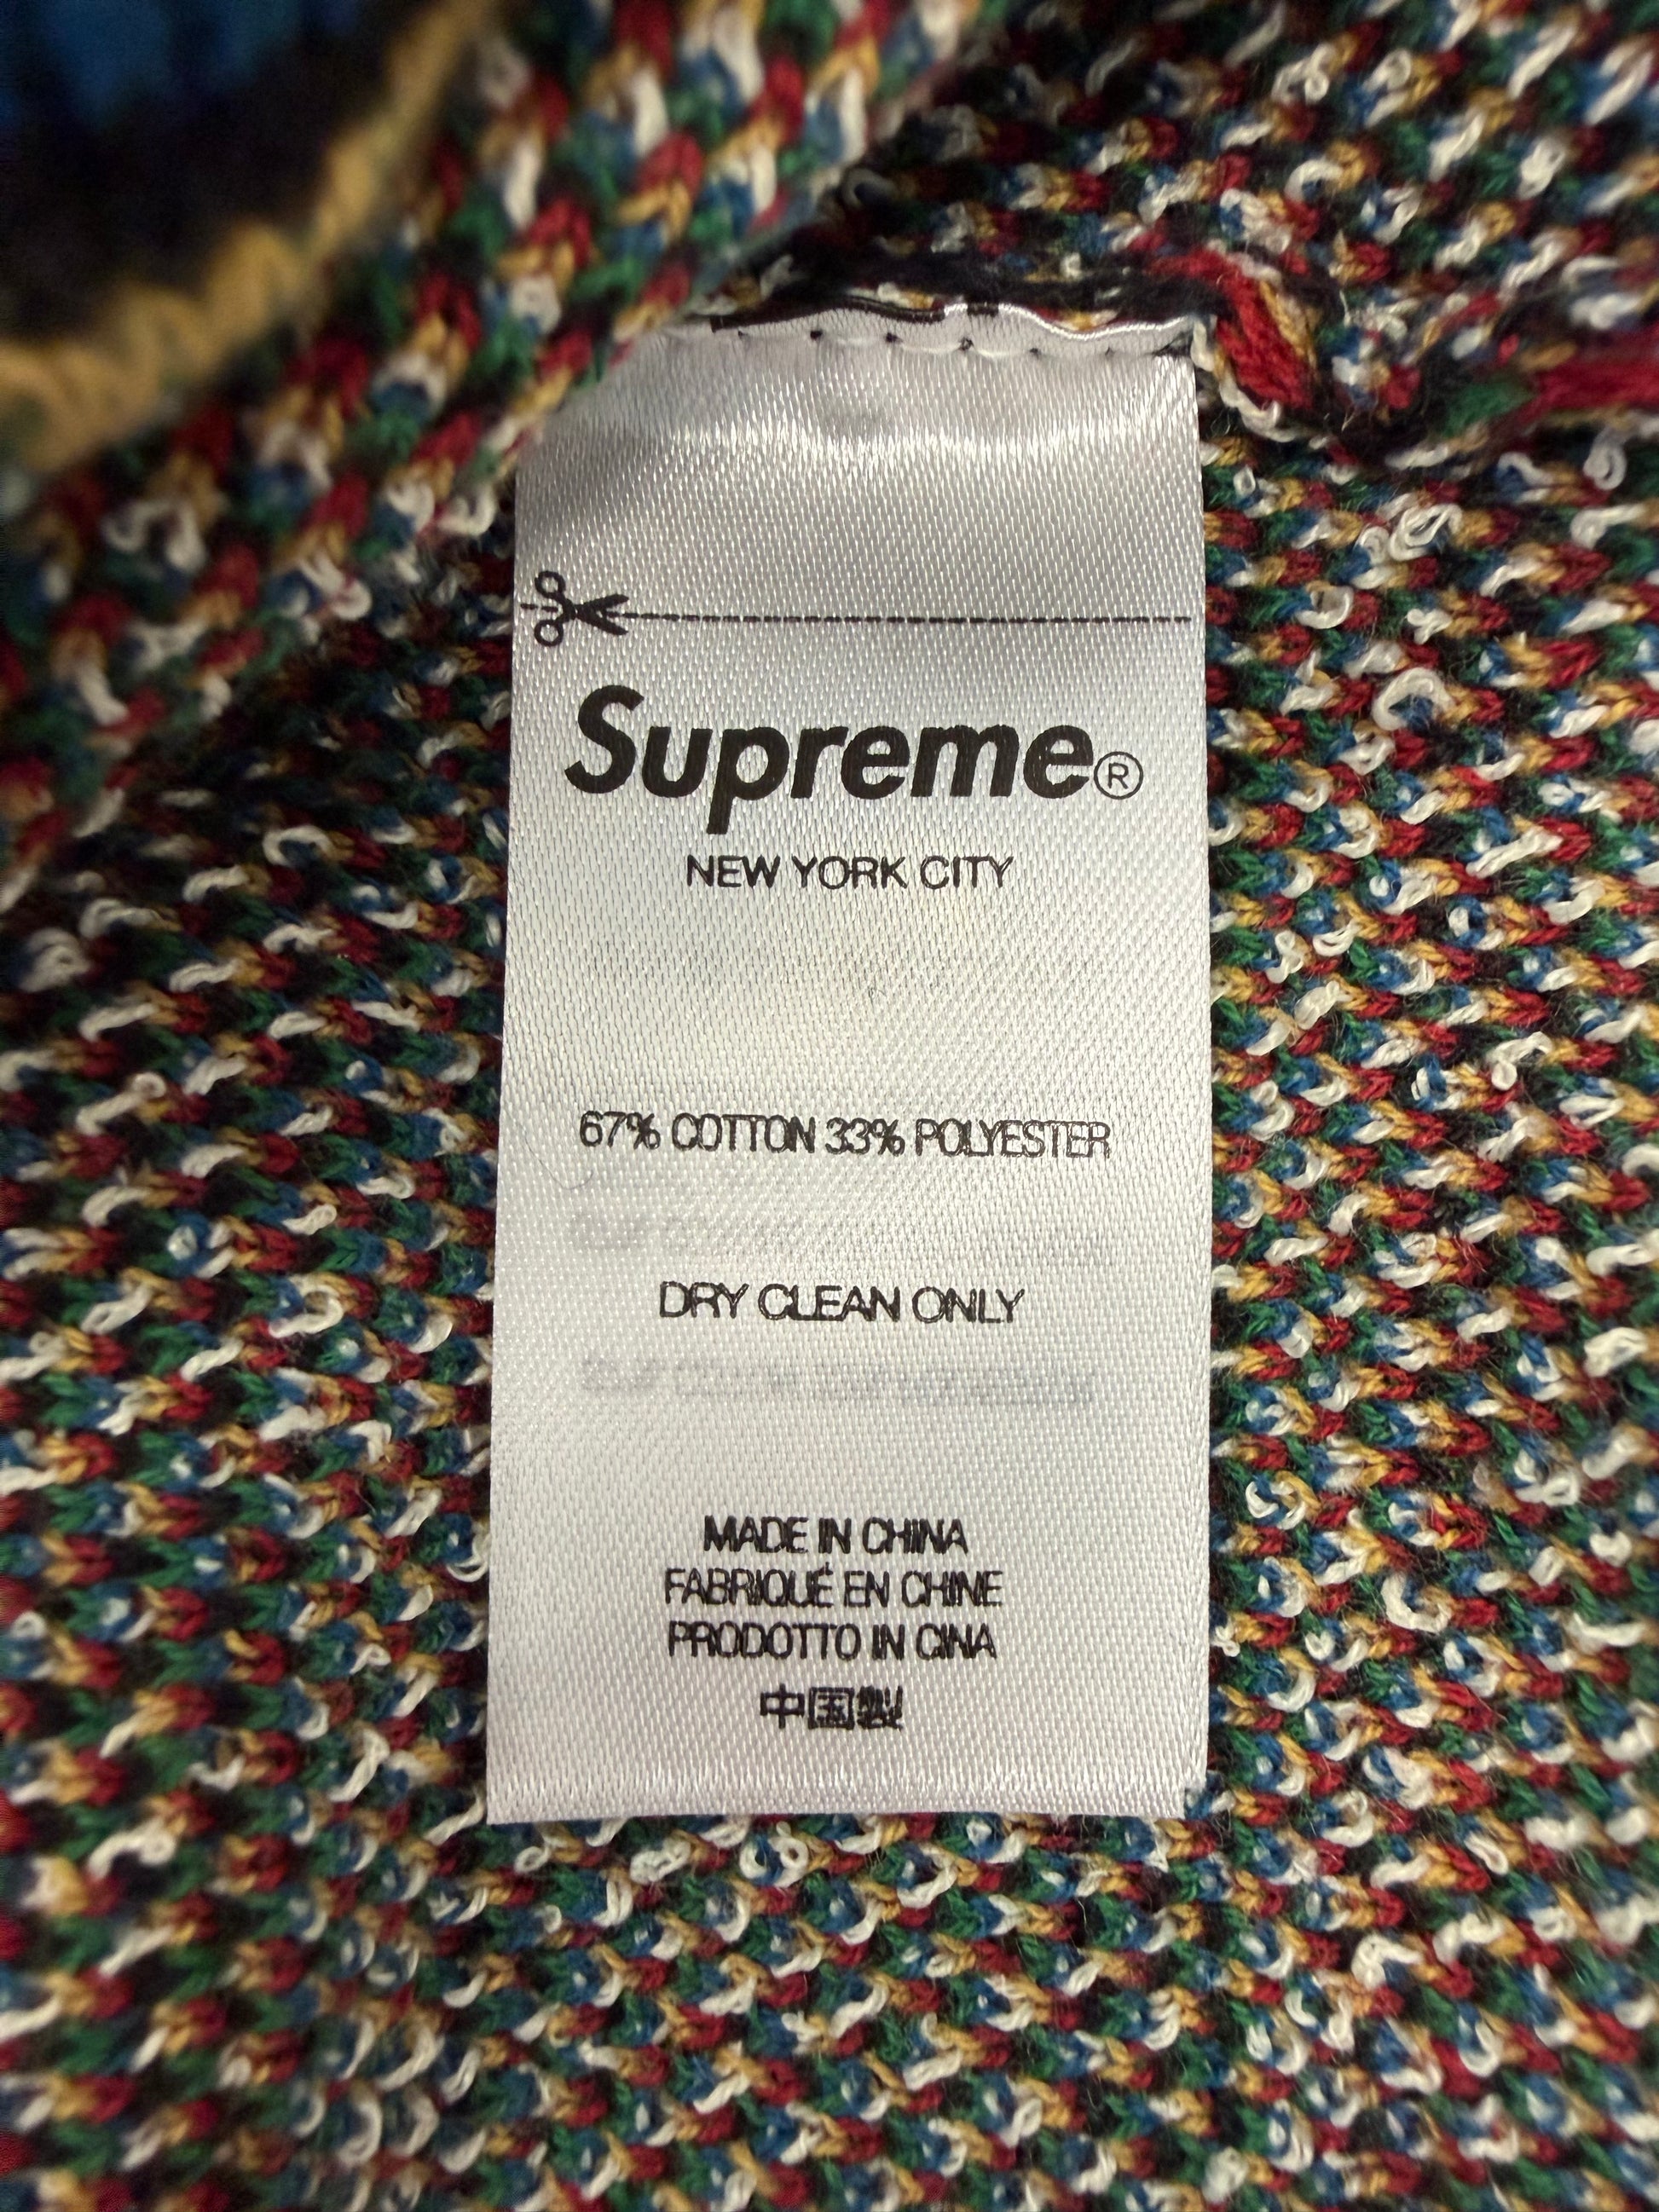 Supreme®
NEW YORK CITY
67% COTTON 33% POLYESTER
DRY CLEAN ONLY
MADE IN CHINA
FABRIQUÉ EN CHINE
PRODOTTO IN CINA
中国製